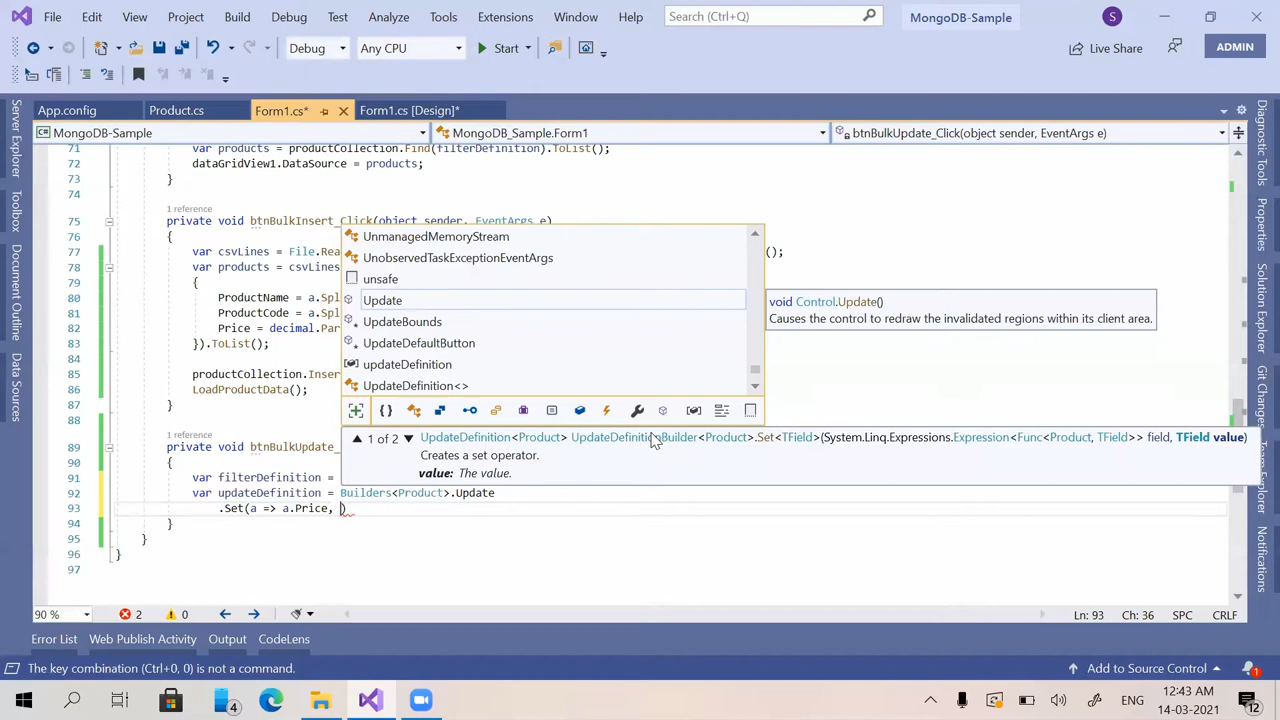 File Edit View Project Build Debug Test Analyze Tools Extensions Window Help Search (Ctrl+Q) MongoDB-Sample S
Debug Any CPU Start Live Share ADMIN
App.config Product.cs Form1.cs* Form1.cs [Design]*
MongoDB-Sample MongoDB_Sample.Form1 btnBulkUpdate_Click(object sender, EventArgs e)
Server Explorer
Toolbox
Document Outline
Data Sources
71 var products = productCollection.Find(filterDefinition).ToList();
72 dataGridView1.DataSource = products;
73 }
74
1 reference
75 private void btnBulkInsert_Click(object sender, EventArgs e)
76 {
77 var csvLines = File.Rea ();
78 var products = csvLines
79 {
80 ProductName = a.Spl
81 ProductCode = a.Spl
82 Price = decimal.Par
83 }).ToList();
84
85 productCollection.Inser
86 LoadProductData();
87 }
88
1 reference
89 private void btnBulkUpdate_
90 {
91 var filterDefinition =
92 var updateDefinition = Builders<Product>.Update
93 .Set(a => a.Price, )
94 }
95 }
96 }
97
UnmanagedMemoryStream
UnobservedTaskExceptionEventArgs
unsafe
Update
UpdateBounds
UpdateDefaultButton
updateDefinition
UpdateDefinition<>
void Control.Update()
Causes the control to redraw the invalidated regions within its client area.
1 of 2 UpdateDefinition<Product> UpdateDefinitionBuilder<Product>.Set<TField>(System.Linq.Expressions.Expression<Func<Product, TField>> field, TField value)
Creates a set operator.
value: The value.
Diagnostic Tools
Properties
Solution Explorer
Git Changes
Team Explorer
Notifications
90 % 2 0 Ln: 93 Ch: 36 SPC CRLF
Error List Web Publish Activity Output CodeLens
The key combination (Ctrl+0, 0) is not a command. Add to Source Control 1
4 ENG 12:43 AM
14-03-2021 12